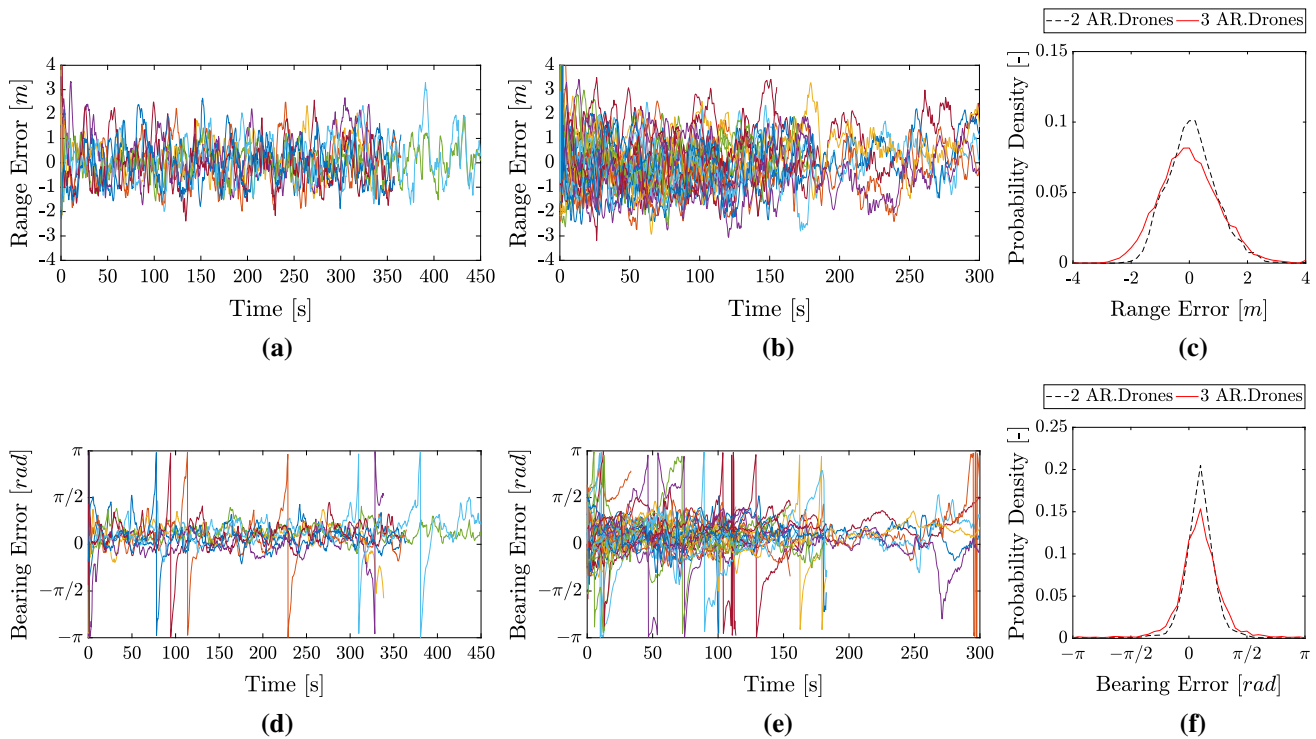 2 AR.Drones 3 AR.Drones
4
3
2
1
0
-1
-2
-3
-4
Range Error [m]
0 50 100 150 200 250 300 350 400 450
Time [s]
(a)
4
3
2
1
0
-1
-2
-3
-4
Range Error [m]
0 50 100 150 200 250 300
Time [s]
(b)
0.15
0.1
0.05
0
Probability Density [-]
-4 -2 0 2 4
Range Error [m]
(c)
π
π/2
0
−π/2
−π
Bearing Error [rad]
0 50 100 150 200 250 300 350 400 450
Time [s]
(d)
π
π/2
0
−π/2
−π
Bearing Error [rad]
0 50 100 150 200 250 300
Time [s]
(e)
2 AR.Drones 3 AR.Drones
0.25
0.2
0.15
0.1
0.05
0
Probability Density [-]
−π −π/2 0 π/2 π
Bearing Error [rad]
(f)